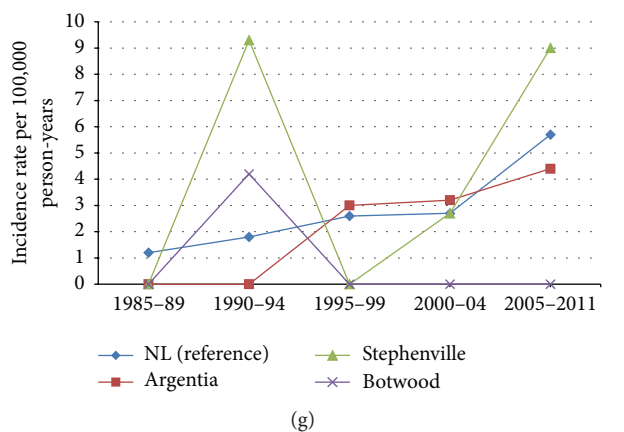 Incidence rate per 100,000
person-years
10
9
8
7
6
5
4
3
2
1
0
1985–89 1990–94 1995–99 2000–04 2005–2011
NL (reference) Stephenville
Argentia Botwood
(g)